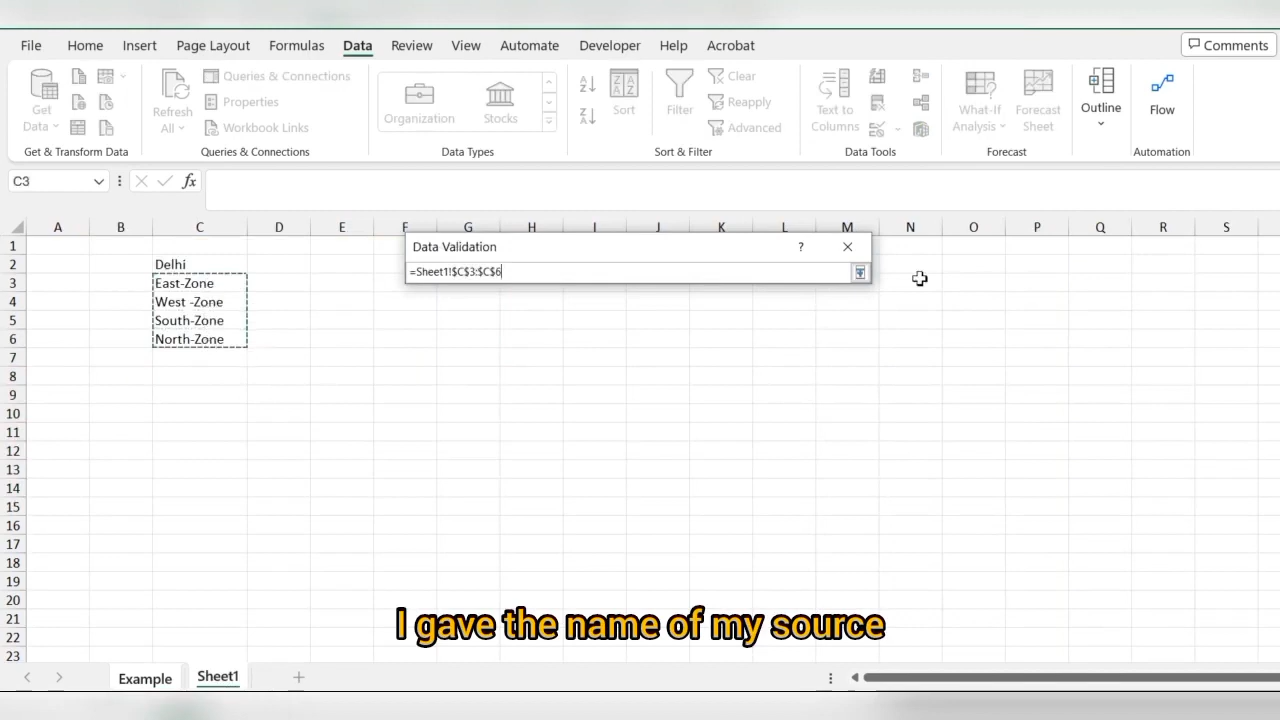 File Home Insert Page Layout Formulas Data Review View Automate Developer Help Acrobat Comments
Get Data
Refresh All
Queries & Connections
Properties
Workbook Links
Organization Stocks
Sort
Filter
Clear
Reapply
Advanced
Text to Columns
What-If Analysis
Forecast Sheet
Outline
Flow
Get & Transform Data Queries & Connections Data Types Sort & Filter Data Tools Forecast Automation
C3 fx
A B C D E F G H I J K L M N O P Q R S
Data Validation ?
=Sheet1!$C$3:$C$6
1
2 Delhi
3 East-Zone
4 West -Zone
5 South-Zone
6 North-Zone
7
8
9
10
11
12
13
14
15
16
17
18
19
20
21
22
23
I gave the name of my source
Example Sheet1